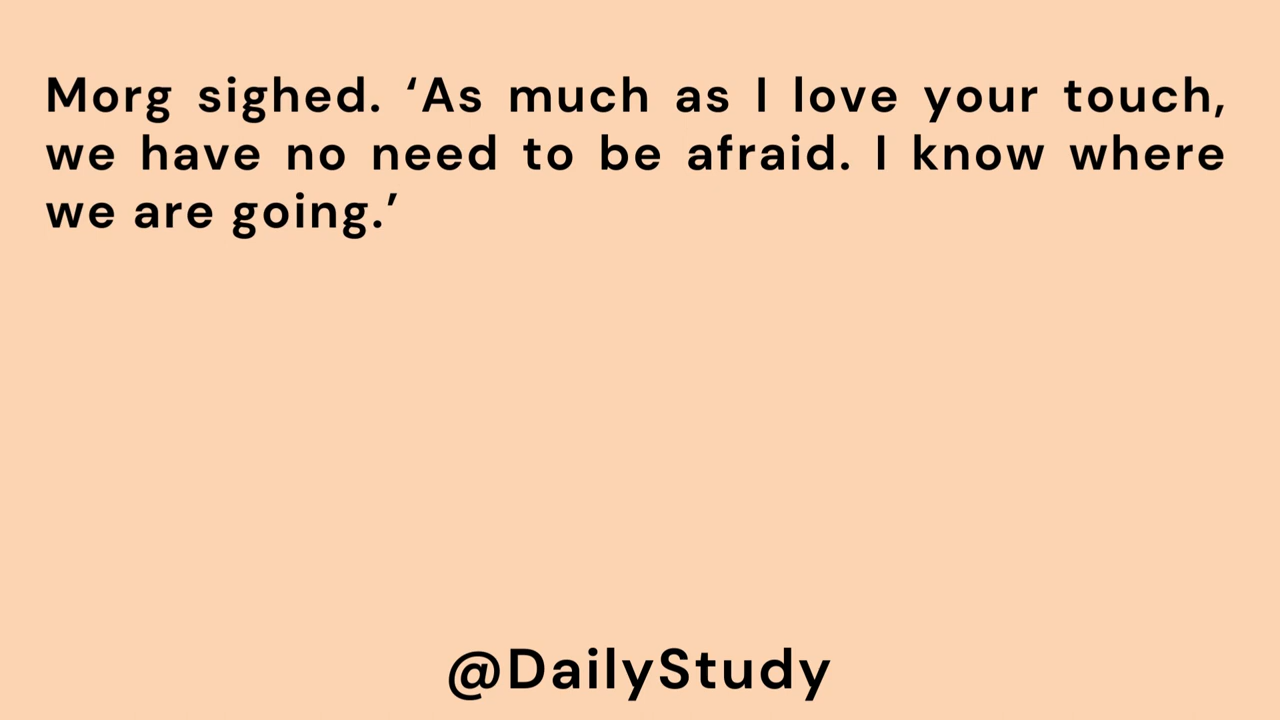 Morg sighed. ‘As much as I love your touch,
we have no need to be afraid. I know where
we are going.’
@DailyStudy